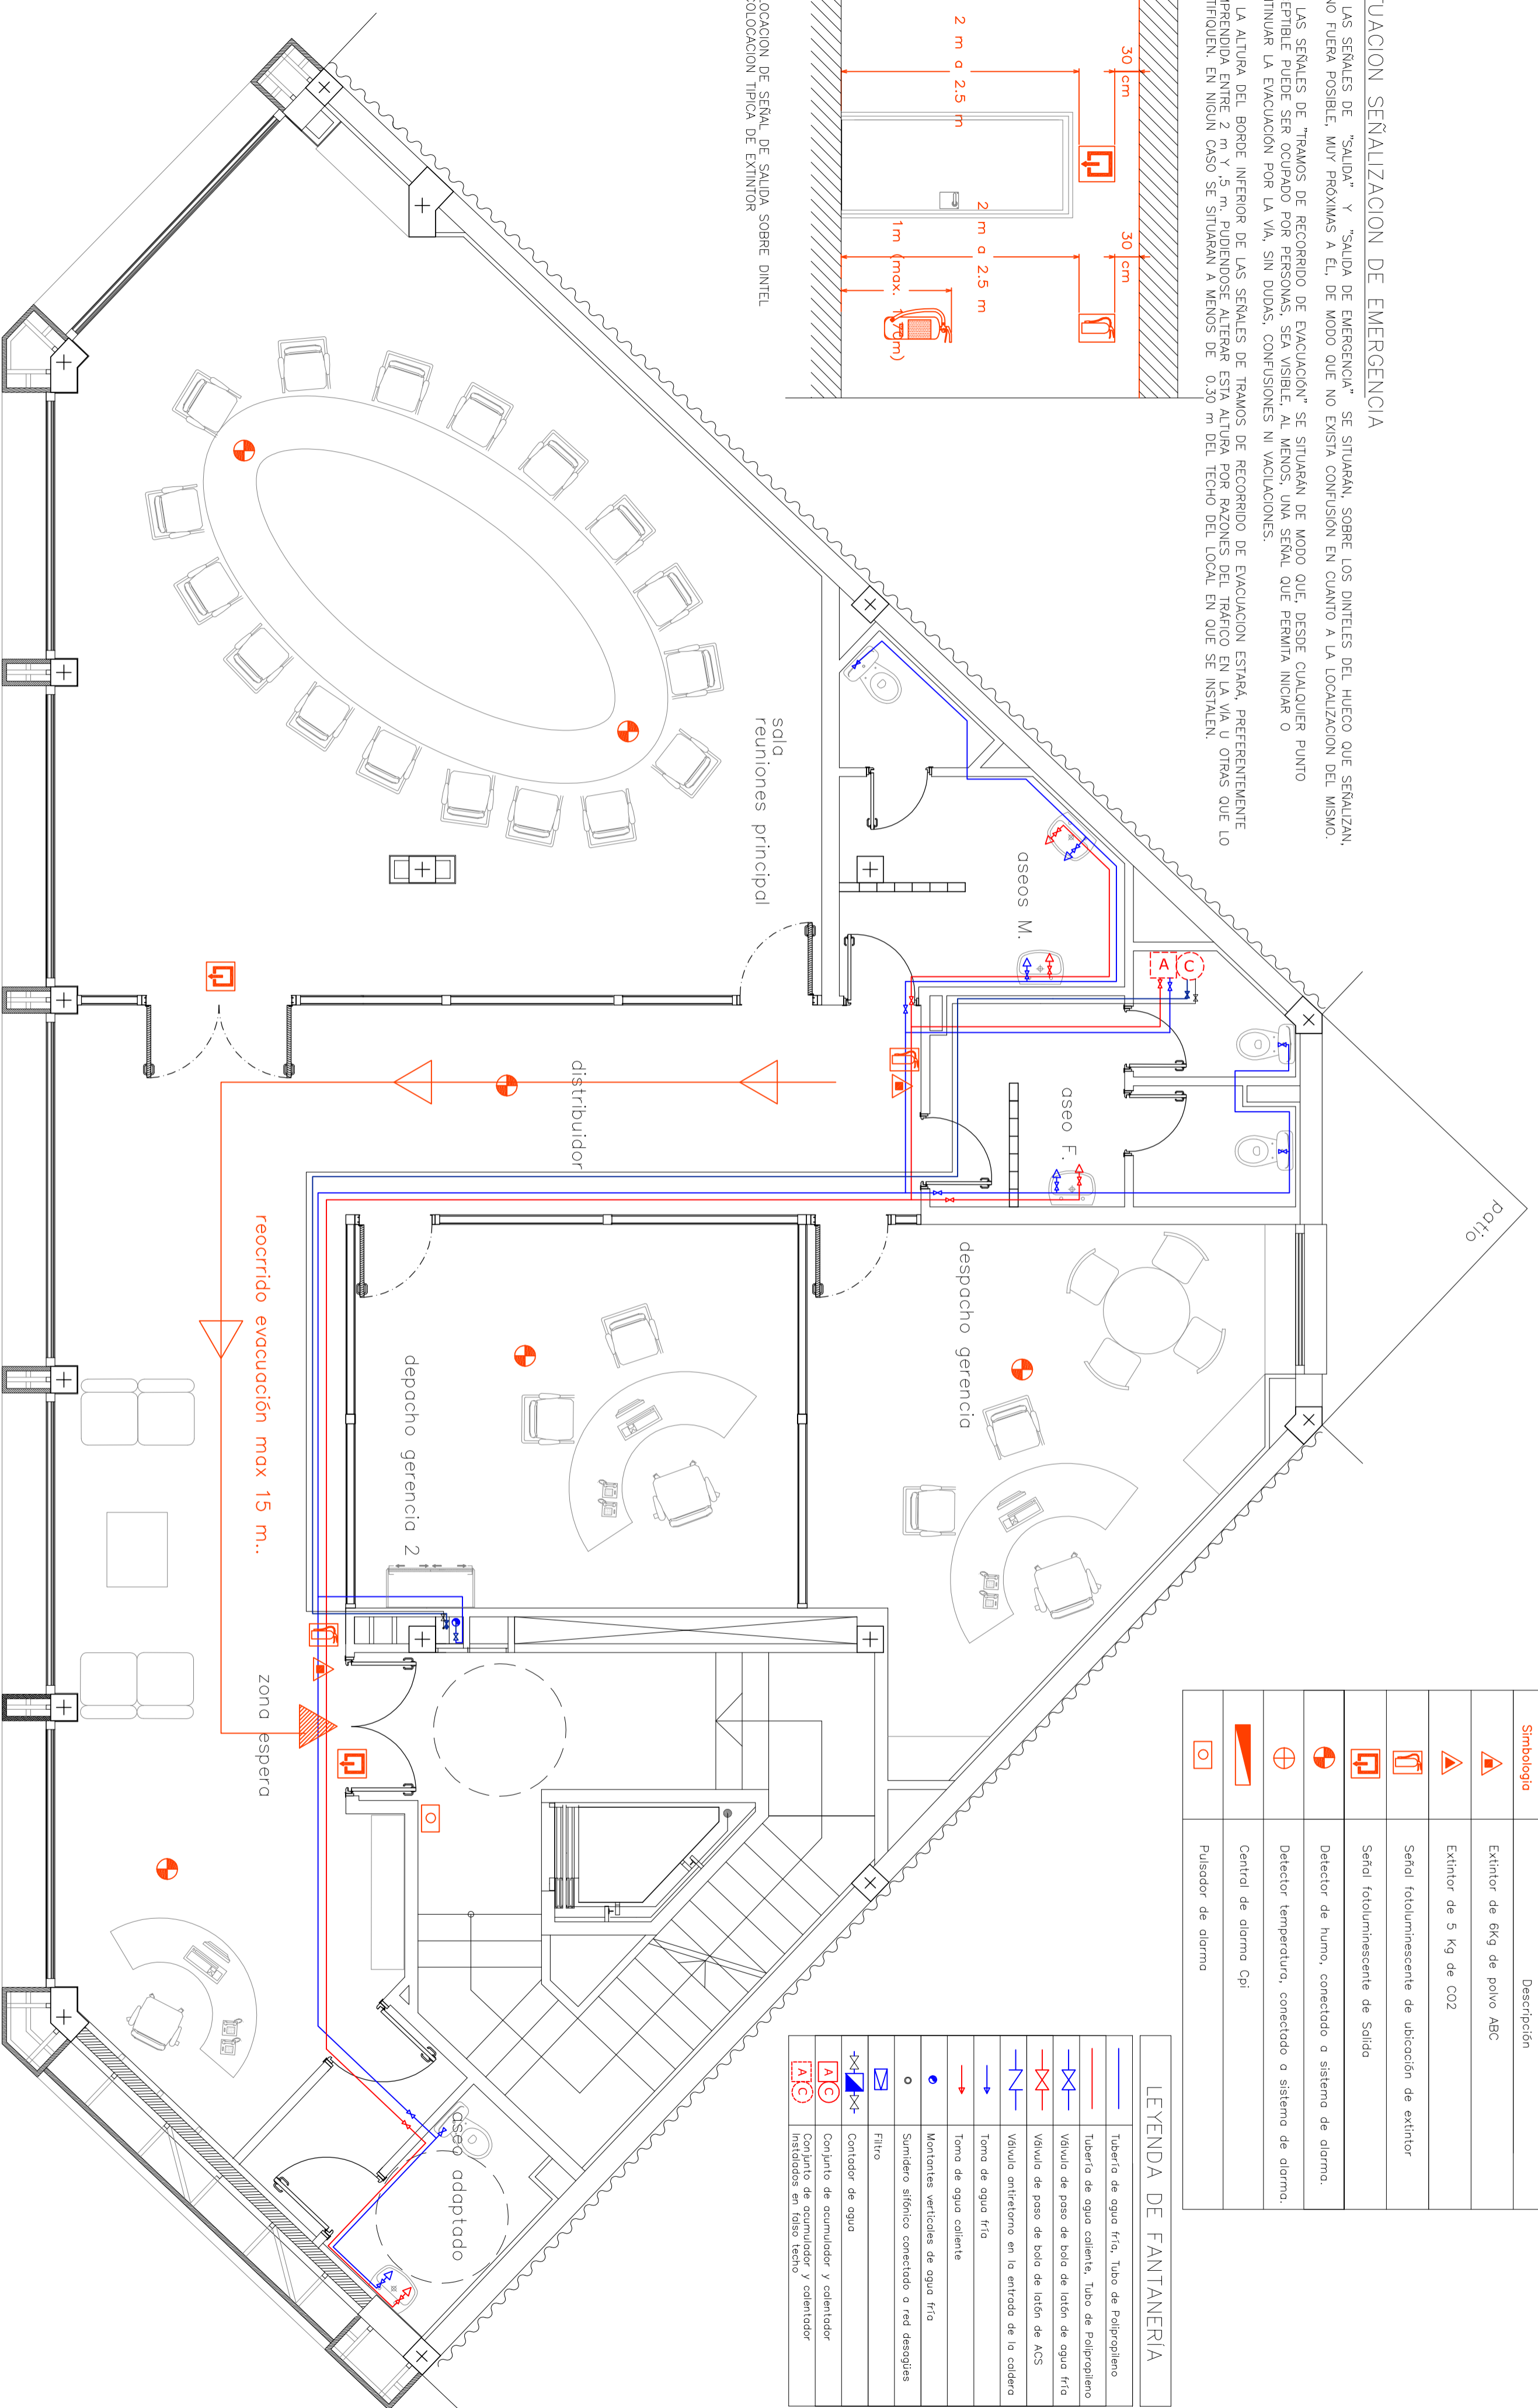 TUACION SEÑALIZACION DE EMERGENCIA
LAS SEÑALES DE "SALIDA" Y "SALIDA DE EMERGENCIA" SE SITUARÁN, SOBRE LOS DINTELES DEL HUECO QUE SEÑALIZAN,
NO FUERA POSIBLE, MUY PRÓXIMAS A ÉL, DE MODO QUE NO EXISTA CONFUSIÓN EN CUANTO A LA LOCALIZACION DEL MISMO.
LAS SEÑALES DE "TRAMOS DE RECORRIDO DE EVACUACIÓN" SE SITUARÁN DE MODO QUE, DESDE CUALQUIER PUNTO
EPTIBLE PUEDE SER OCUPADO POR PERSONAS, SEA VISIBLE, AL MENOS, UNA SEÑAL QUE PERMITA INICIAR O
NTINUAR LA EVACUACIÓN POR LA VÍA, SIN DUDAS, CONFUSIONES NI VACILACIONES.
LA ALTURA DEL BORDE INFERIOR DE LAS SEÑALES DE TRAMOS DE RECORRIDO DE EVACUACION ESTARÁ, PREFERENTEMENTE
MPRENDIDA ENTRE 2 m Y ,5 m. PUDIENDOSE ALTERAR ESTA ALTURA POR RAZONES DEL TRÁFICO EN LA VÍA U OTRAS QUE LO
TIFIQUEN. EN NIGUN CASO SE SITUARAN A MENOS DE 0.30 m DEL TECHO DEL LOCAL EN QUE SE INSTALEN.
30 cm
30 cm
2 m a 2.5 m
2 m a 2.5 m
1m (max. 1.70m)
LOCACION DE SEÑAL DE SALIDA SOBRE DINTEL
COLOCACION TIPICA DE EXTINTOR
Patio
Simbologia
Descripción
Extintor de 6Kg de polvo ABC
Extintor de 5 Kg de CO2
Señal fotoluminescente de ubicación de extintor
Señal fotoluminescente de Salida
Detector de humo, conectado a sistema de alarma.
Detector temperatura, conectado a sistema de alarma.
Central de alarma Cpi
Pulsador de alarma
sala
reuniones principal
aseos M.
A C
aseo F.
distribuidor
despacho gerencia
depacho gerencia 2
reocrrido evacuación max 15 m..
zona espera
aseo adaptado
LEYENDA DE FANTANERÍA
Tubería de agua fría, Tubo de Polipropileno
Tubería de agua caliente, Tubo de Polipropileno
Válvula de paso de bola de latón de agua fría
Válvula de paso de bola de latón de ACS
Válvula antiretorno en la entrada de la caldera
Toma de agua fría
Toma de agua caliente
Montantes verticales de agua fría
Sumidero sifónico conectado a red desagües
Filtro
Contador de agua
A C
Conjunto de acumulador y calentador
A C
Conjunto de acumulador y calentador
Instalados en falso techo